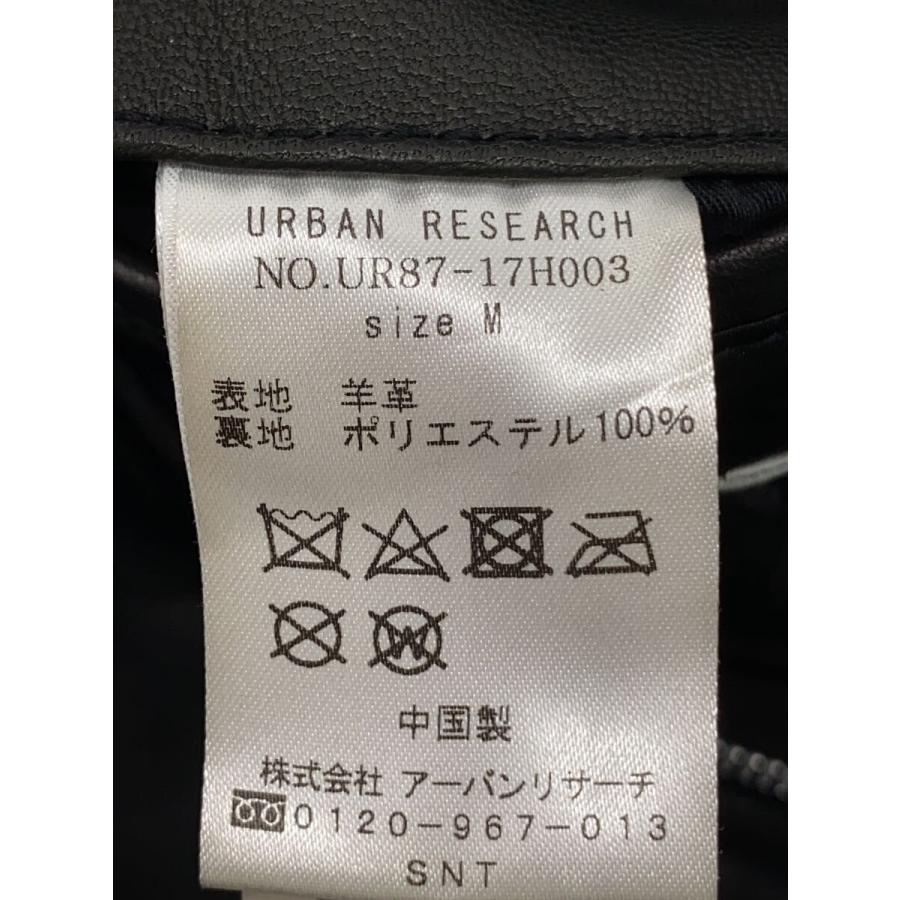 URBAN RESEARCH
NO.UR87-17H003
size M
表地 羊革
裏地 ポリエステル100%
中国製
株式会社 アーバンリサーチ
0120-967-013
SNT